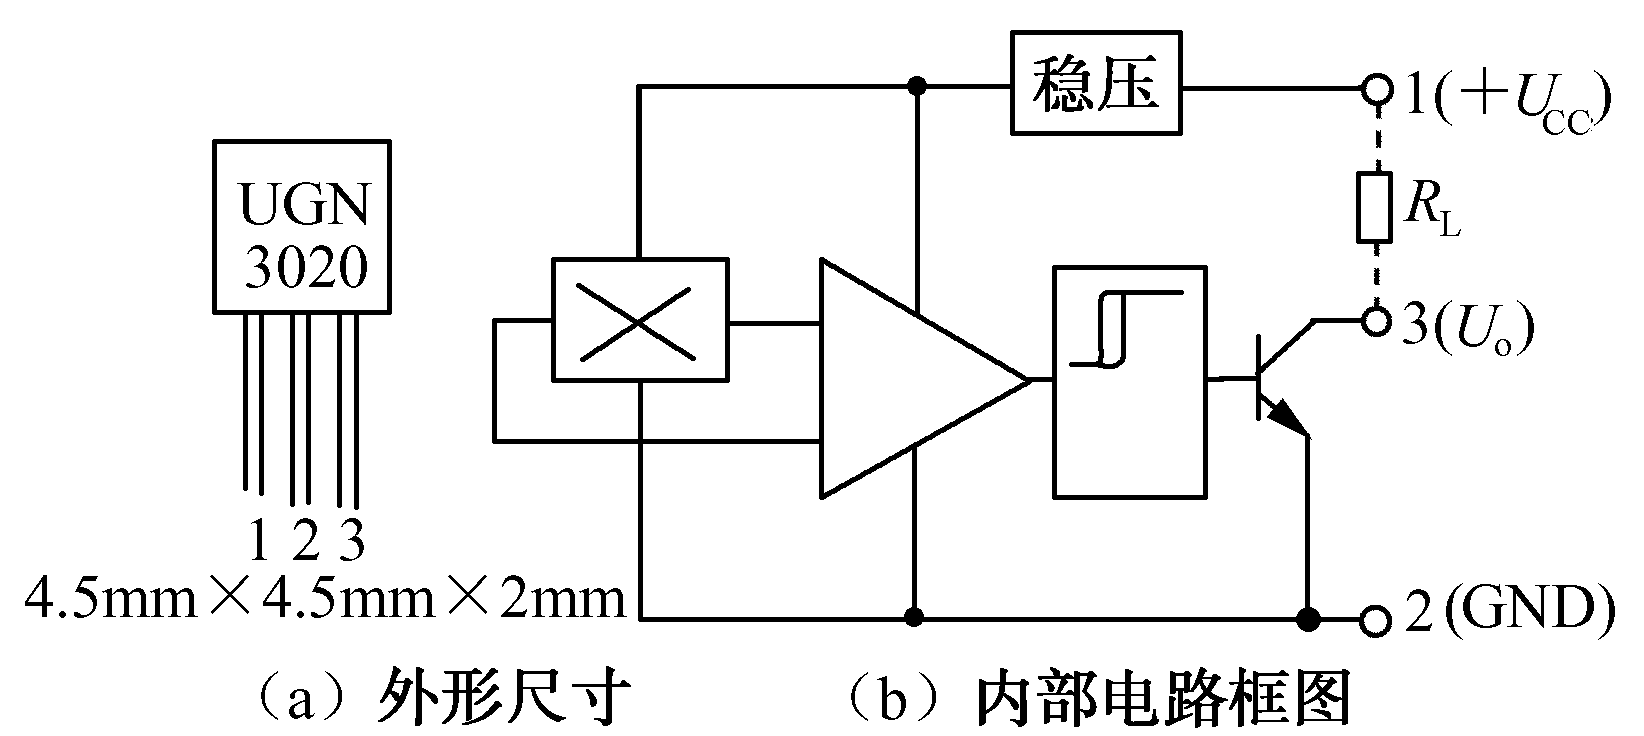 稳压
1(+UCC)
UGN
3020
RL
3(Uo)
1 2 3
4.5mm×4.5mm×2mm
2(GND)
（a）外形尺寸
（b）内部电路框图